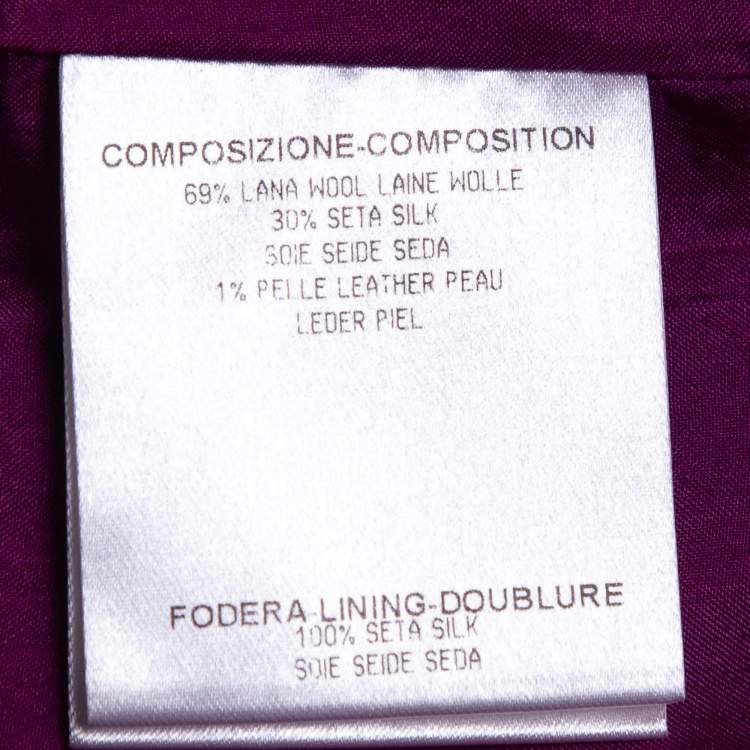 COMPOSIZIONE-COMPOSITION
69% LANA WOOL LAINE WOLLE
30% SETA SILK
SOIE SEIDE SEDA
1% PELLE LEATHER PEAU
LEDER PIEL
FODERA-LINING-DOUBLURE
100% SETA SILK
SOIE SEIDE SEDA